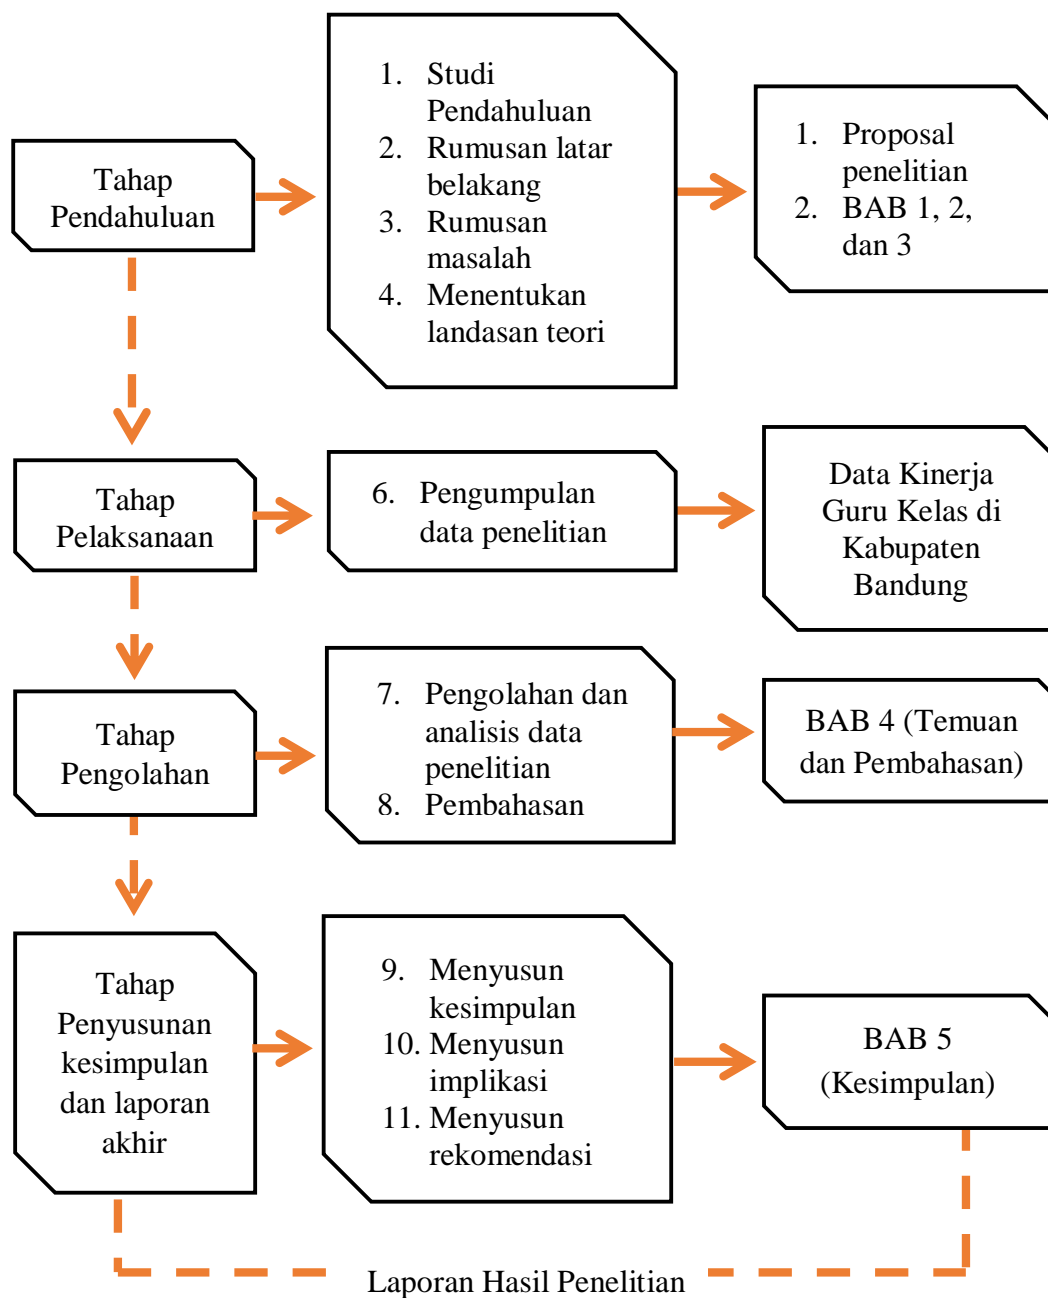 Tahap
Pendahuluan
1. Studi
Pendahuluan
2. Rumusan latar
belakang
3. Rumusan
masalah
4. Menentukan
landasan teori
1. Proposal
penelitian
2. BAB 1, 2,
dan 3
Tahap
Pelaksanaan
6. Pengumpulan
data penelitian
Data Kinerja
Guru Kelas di
Kabupaten
Bandung
Tahap
Pengolahan
7. Pengolahan dan
analisis data
penelitian
8. Pembahasan
BAB 4 (Temuan
dan Pembahasan)
Tahap
Penyusunan
kesimpulan
dan laporan
akhir
9. Menyusun
kesimpulan
10. Menyusun
implikasi
11. Menyusun
rekomendasi
BAB 5
(Kesimpulan)
Laporan Hasil Penelitian